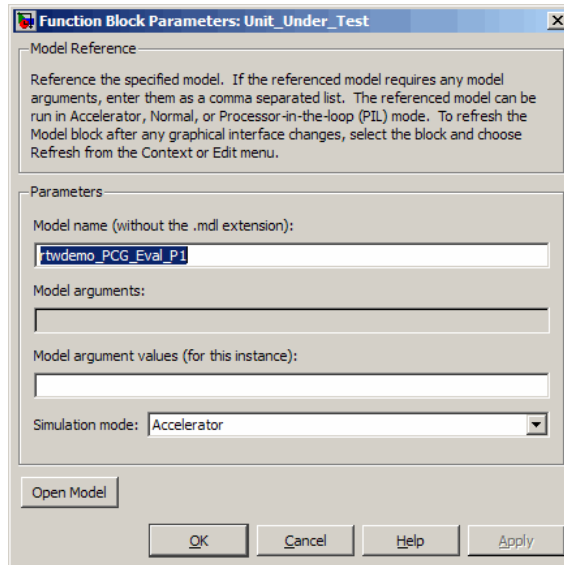 Function Block Parameters: Unit_Under_Test
Model Reference
Reference the specified model. If the referenced model requires any model
arguments, enter them as a comma separated list. The referenced model can be
run in Accelerator, Normal, or Processor-in-the-loop (PIL) mode. To refresh the
Model block after any graphical interface changes, select the block and choose
Refresh from the Context or Edit menu.
Parameters
Model name (without the .mdl extension):
rtwdemo_PCG_Eval_P1
Model arguments:
Model argument values (for this instance):
Simulation mode: Accelerator
Open Model
OK Cancel Help Apply